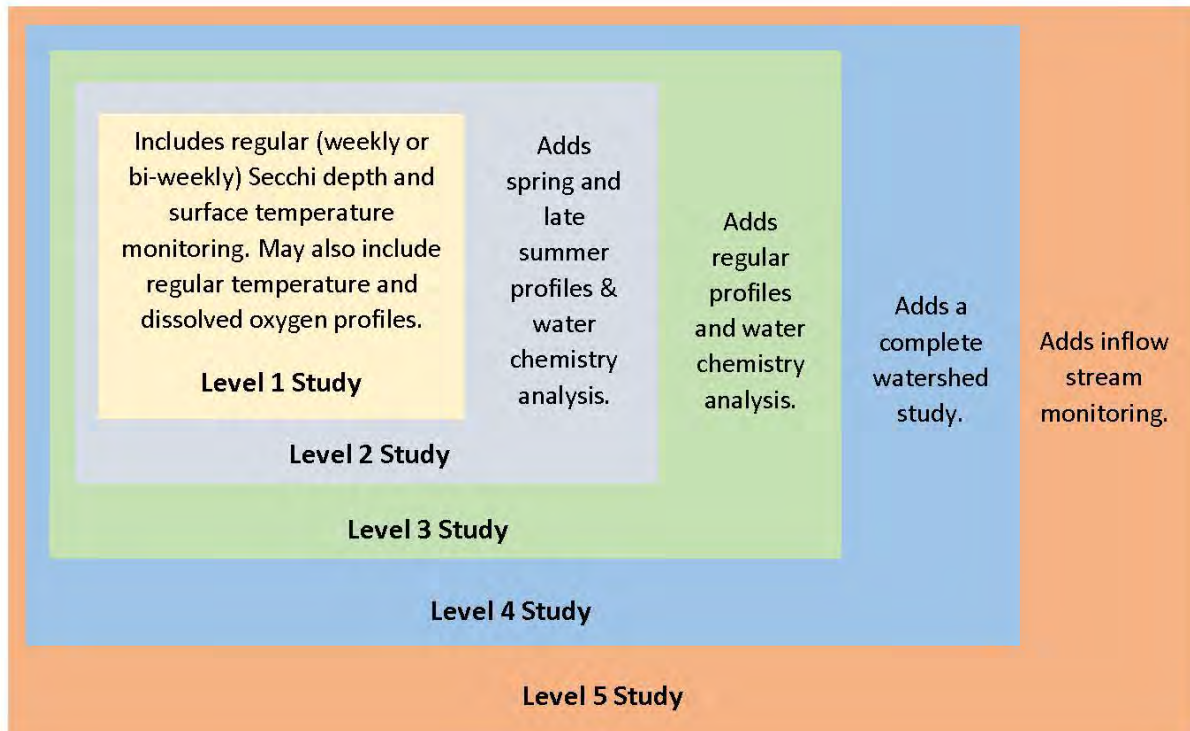 Includes regular (weekly or
bi-weekly) Secchi depth and
surface temperature
monitoring. May also include
regular temperature and
dissolved oxygen profiles.
Level 1 Study
Adds
spring and
late
summer
profiles &
water
chemistry
analysis.
Level 2 Study
Adds
regular
profiles
and water
chemistry
analysis.
Level 3 Study
Adds a
complete
watershed
study.
Level 4 Study
Adds inflow
stream
monitoring.
Level 5 Study